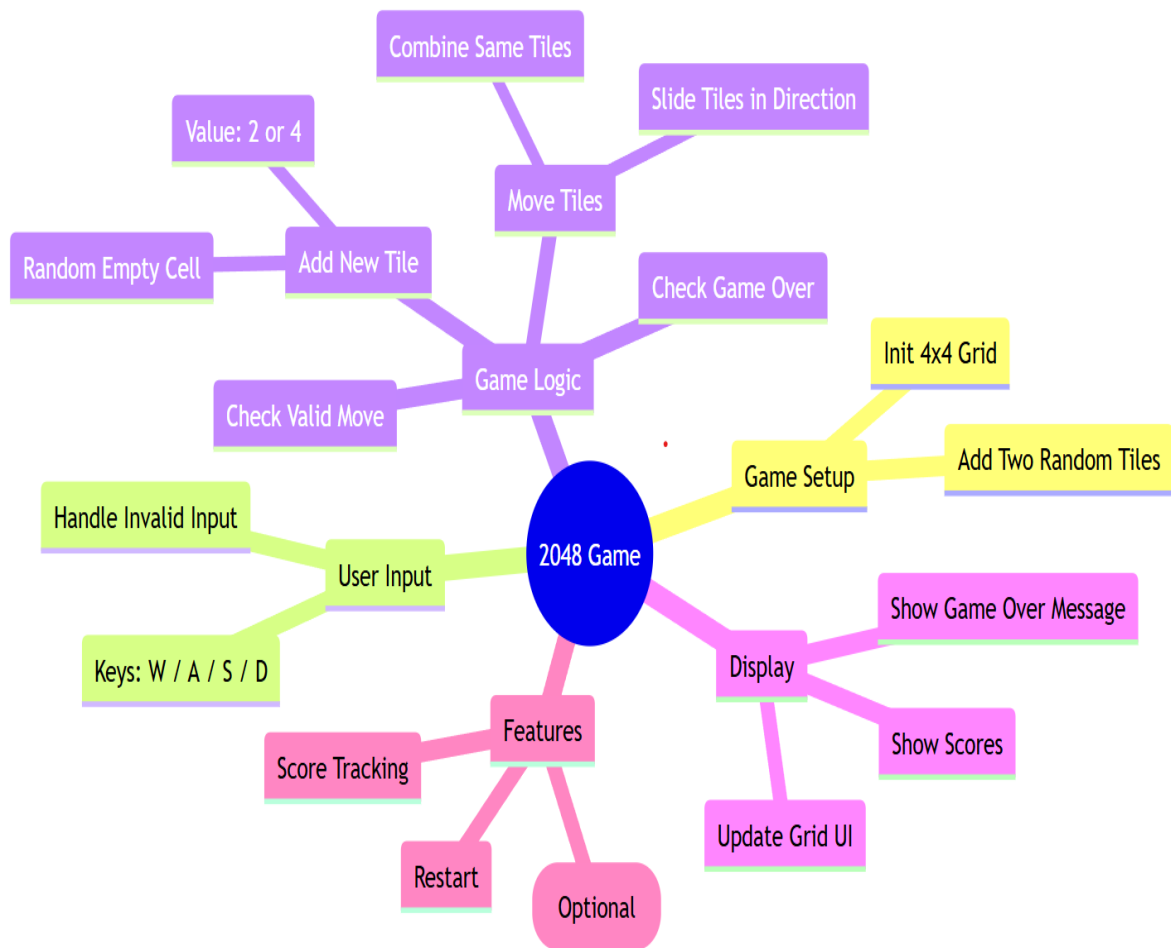 Combine Same Tiles
Slide Tiles in Direction
Value: 2 or 4
Move Tiles
Random Empty Cell
Add New Tile
Check Game Over
Init 4x4 Grid
Game Logic
Check Valid Move
Add Two Random Tiles
Game Setup
Handle Invalid Input
2048 Game
User Input
Show Game Over Message
Keys: W / A / S / D
Display
Features
Show Scores
Score Tracking
Update Grid UI
Restart
Optional